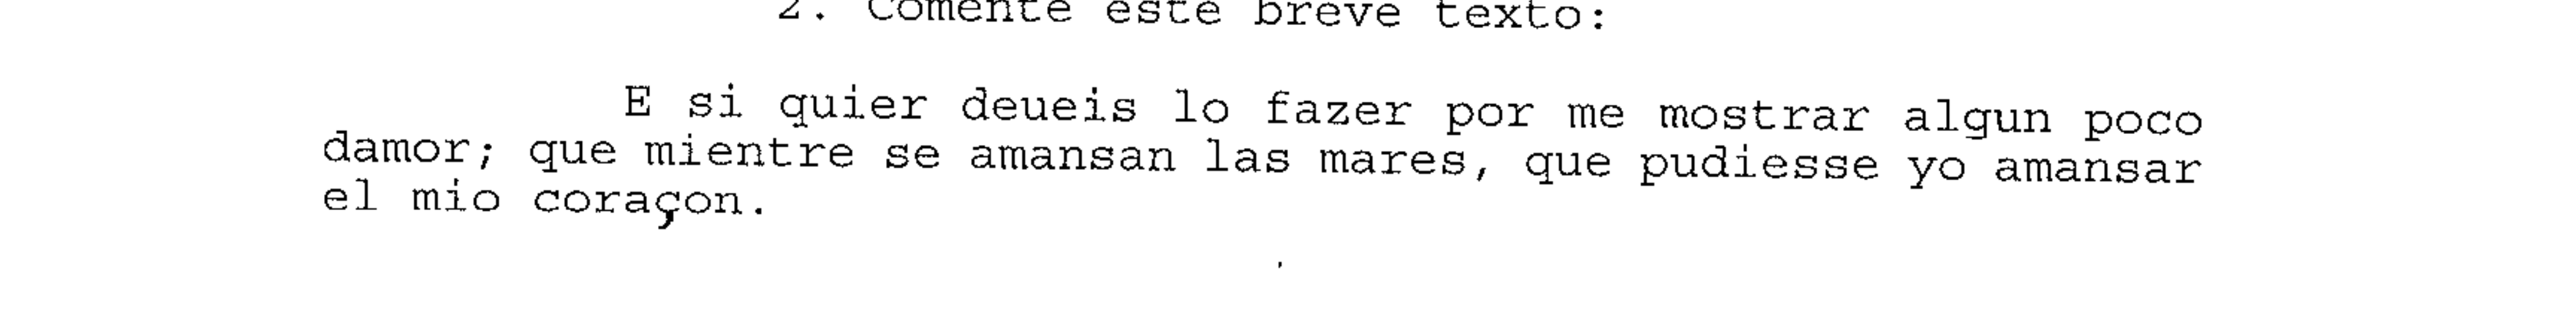 2. Comente este breve texto:
E si quier deueis lo fazer por me mostrar algun poco
damor; que mientre se amansan las mares, que pudiesse yo amansar
el mio coraçon.